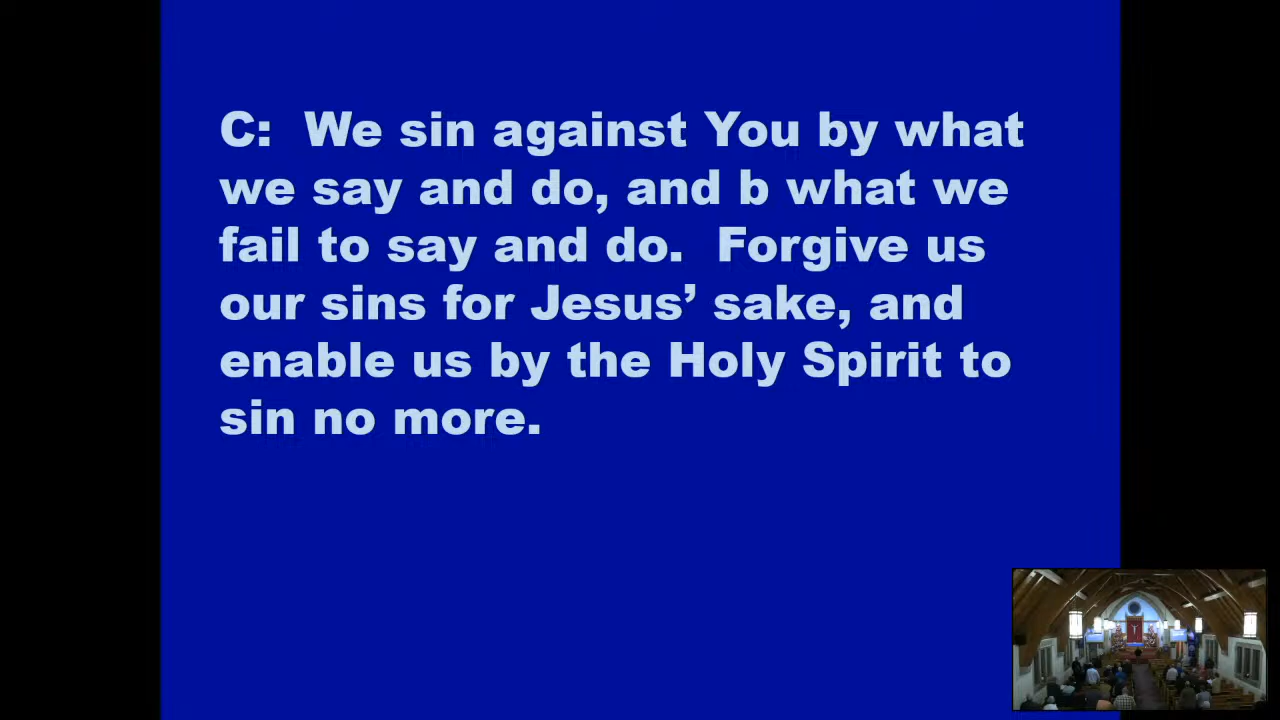 C:  We sin against You by what
we say and do, and b what we
fail to say and do.  Forgive us
our sins for Jesus’ sake, and
enable us by the Holy Spirit to
sin no more.